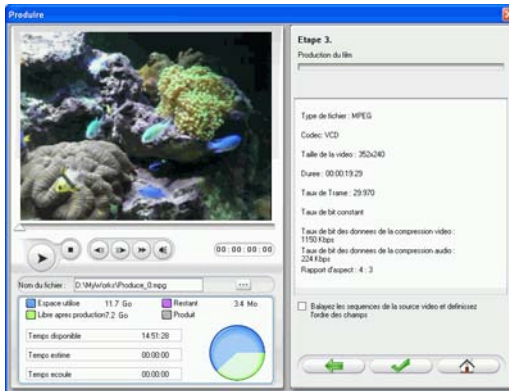 Produire
Etape 3.
Production du film
Type de fichier : MPEG
Codec: VCD
Taille de la video : 352x240
Duree : 00:00:19:29
Taux de Trame : 29.970
Taux de bit constant
Taux de bit des donnees de la compression video :
1150 Kbps
Taux de bit des donnees de la compression audio :
224 Kbps
Rapport d'aspect : 4 : 3
00 : 00 : 00 : 00
Nom du fichier : D:\MyWorks\Produce_0.mpg ...
Espace utilise 11.7 Go Restant 34 Mo
Libre apres production 7.2 Go Produit
Temps disponible 14:51:28
Temps estime 00:00:00
Temps ecoule 00:00:00
Balayez les sequences de la source video et definissez
l'ordre des champs